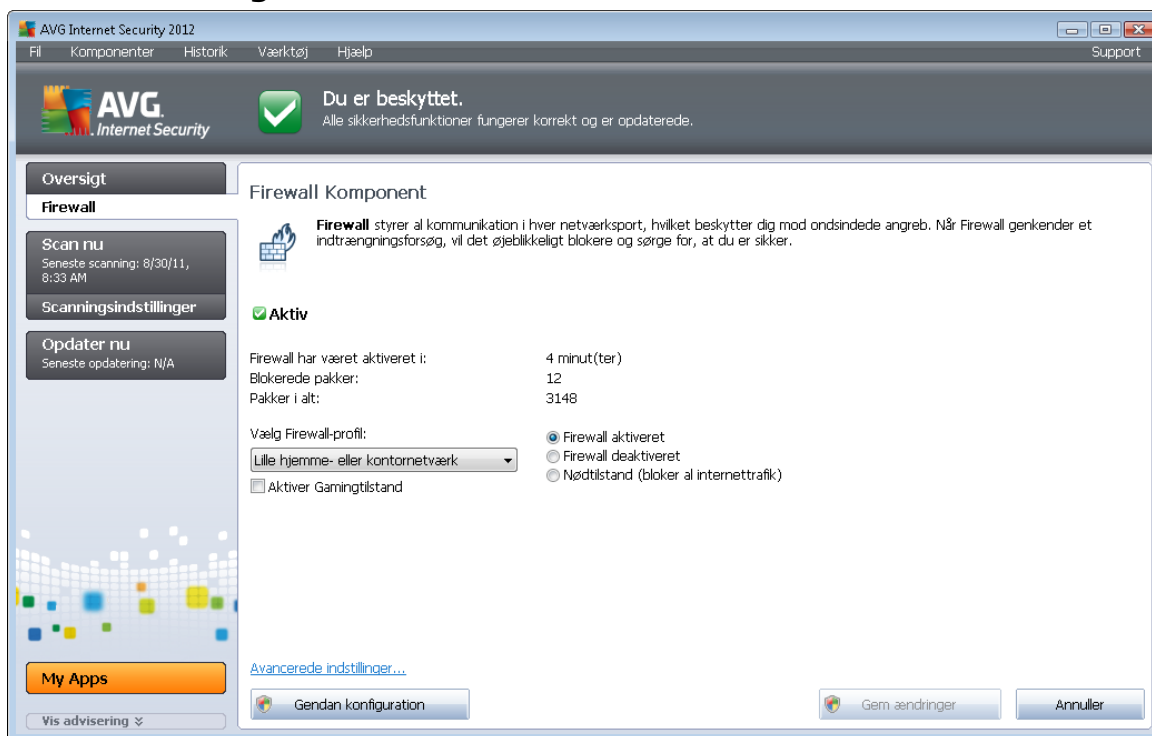 AVG Internet Security 2012
Fil Komponenter Historik Værktøj Hjælp Support
AVG.
Internet Security
Du er beskyttet.
Alle sikkerhedsfunktioner fungerer korrekt og er opdaterede.
Oversigt
Firewall
Scan nu
Seneste scanning: 8/30/11,
8:33 AM
Scanningsindstillinger
Opdater nu
Seneste opdatering: N/A
My Apps
Vis advisering
Firewall Komponent
Firewall styrer al kommunikation i hver netværksport, hvilket beskytter dig mod ondsindede angreb. Når Firewall genkender et
indtrængningsforsøg, vil det øjeblikkeligt blokere og sørge for, at du er sikker.
Aktiv
Firewall har været aktiveret i: 4 minut(ter)
Blokerede pakker: 12
Pakker i alt: 3148
Vælg Firewall-profil:
Lille hjemme- eller kontornetværk
Aktiver Gamingtilstand
Firewall aktiveret
Firewall deaktiveret
Nødtilstand (bloker al internettrafik)
Avancerede indstillinger...
Gendan konfiguration
Gem ændringer
Annuller